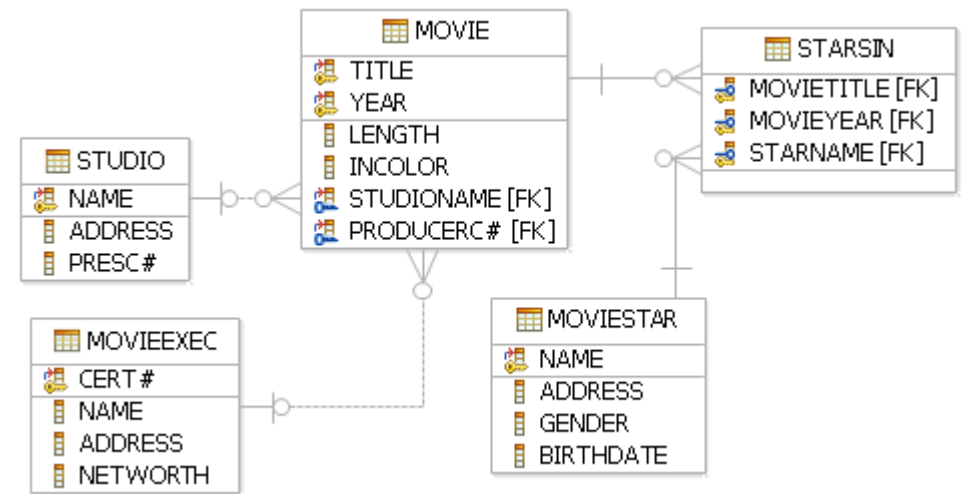 MOVIE
TITLE
YEAR
LENGTH
INCOLOR
STUDIONAME [FK]
PRODUCERC# [FK]
STARSIN
MOVIETITLE [FK]
MOVIEYEAR [FK]
STARNAME [FK]
STUDIO
NAME
ADDRESS
PRESC#
MOVIEEXEC
CERT#
NAME
ADDRESS
NETWORTH
MOVIESTAR
NAME
ADDRESS
GENDER
BIRTHDATE